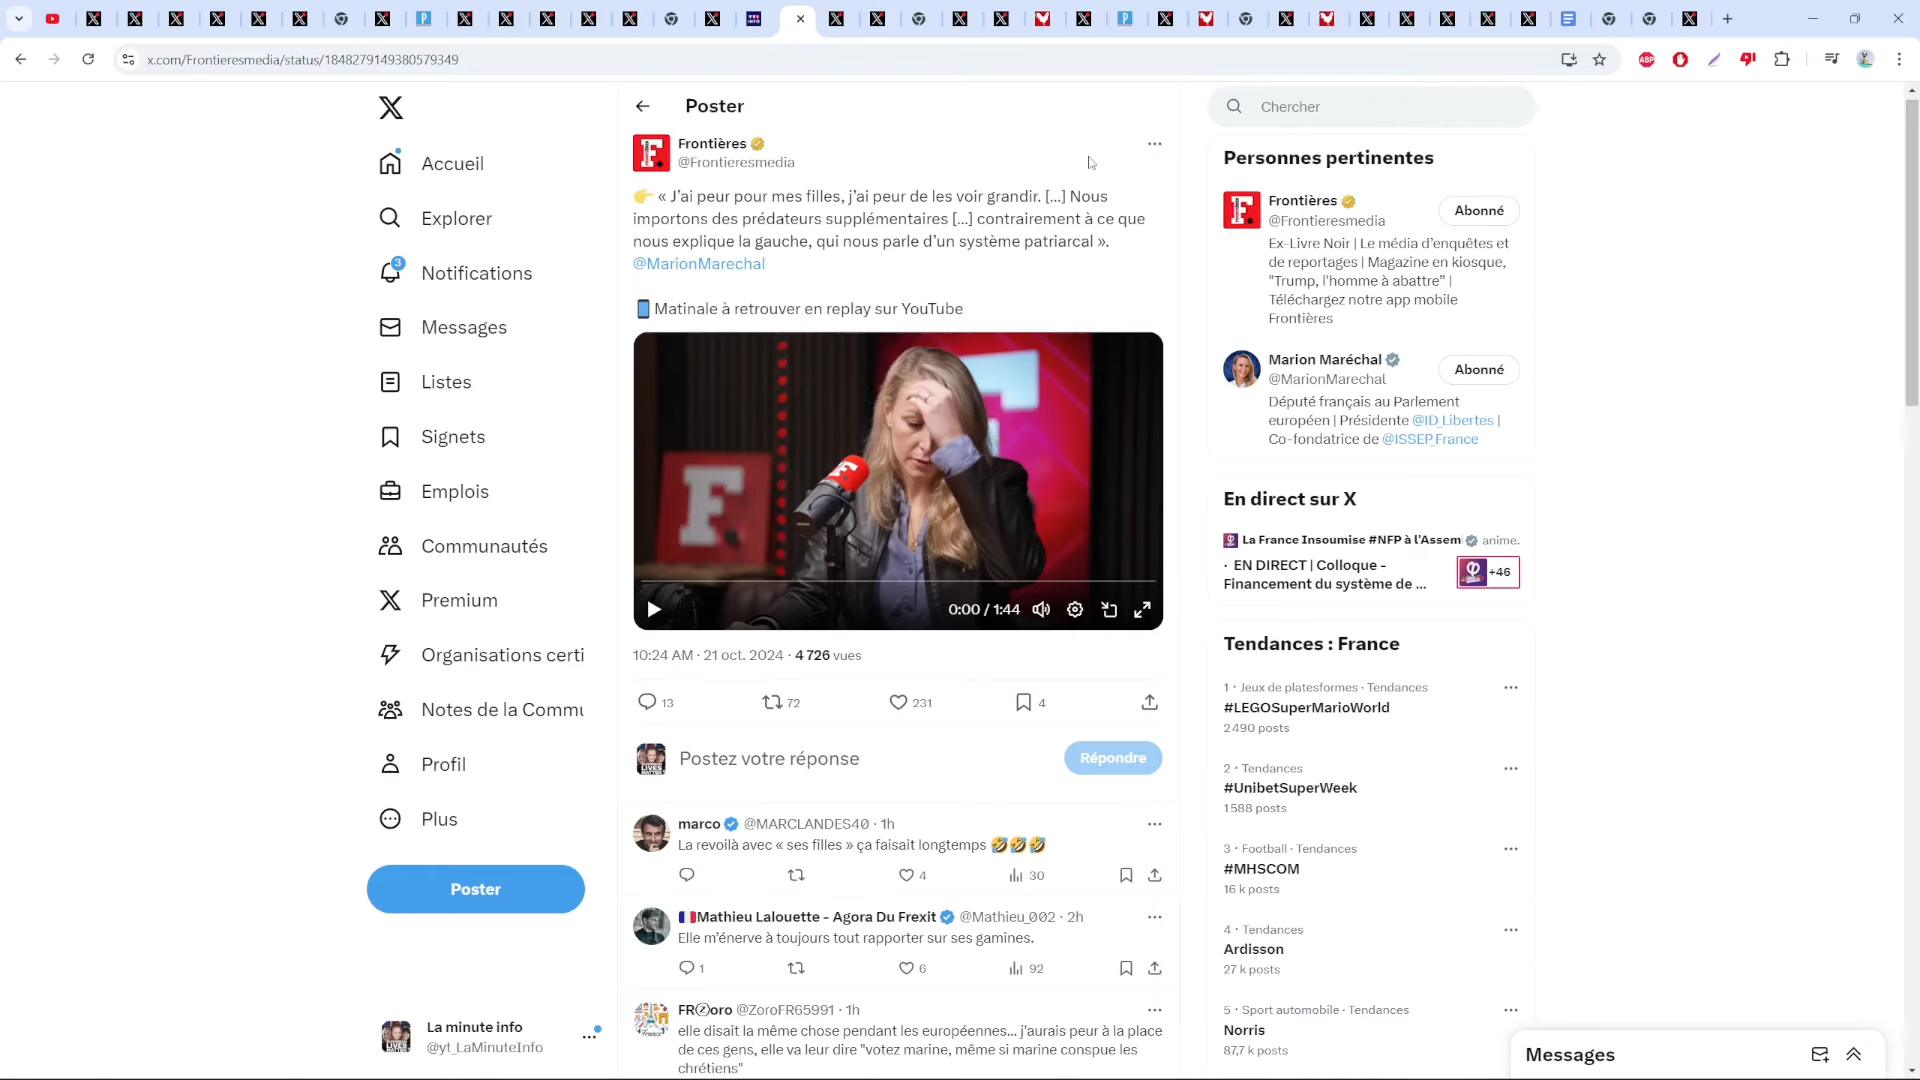 x.com/Frontieresmedia/status/1848279149380579349
Poster
Chercher
Accueil
Explorer
3
Notifications
Messages
Listes
Signets
Emplois
Communautés
Premium
Organisations certi
Notes de la Commu
Profil
Plus
Poster
La minute info
@yt_LaMinuteInfo
Frontières
@Frontieresmedia
👉 « J’ai peur pour mes filles, j’ai peur de les voir grandir. [...] Nous
importons des prédateurs supplémentaires [...] contrairement à ce que
nous explique la gauche, qui nous parle d’un système patriarcal ».
@MarionMarechal
📱 Matinale à retrouver en replay sur YouTube
0:00 / 1:44
10:24 AM · 21 oct. 2024 · 4 726 vues
13
72
231
4
Postez votre réponse
Répondre
marco @MARCLANDES40 · 1h
La revoilà avec « ses filles » ça faisait longtemps 🤣🤣🤣
4
30
🇫🇷Mathieu Lalouette - Agora Du Frexit @Mathieu_002 · 2h
Elle m’énerve à toujours tout rapporter sur ses gamines.
1
6
92
FRⓏoro @ZoroFR65991 · 1h
elle disait la même chose pendant les européennes... j'aurais peur à la place
de ces gens, elle va leur dire "votez marine, même si marine conspue les
chrétiens"
Personnes pertinentes
Frontières
@Frontieresmedia
Abonné
Ex-Livre Noir | Le média d’enquêtes et
de reportages | Magazine en kiosque,
"Trump, l'homme à abattre” |
Téléchargez notre app mobile
Frontières
Marion Maréchal
@MarionMarechal
Abonné
Député français au Parlement
européen | Présidente @ID_Libertes |
Co-fondatrice de @ISSEP_France
En direct sur X
La France Insoumise #NFP à l'Assem anime.
· EN DIRECT | Colloque -
Financement du système de ...
+46
Tendances : France
1 · Jeux de platesformes · Tendances
#LEGOSuperMarioWorld
2 490 posts
2 · Tendances
#UnibetSuperWeek
1 588 posts
3 · Football · Tendances
#MHSCOM
16 k posts
4 · Tendances
Ardisson
27 k posts
5 · Sport automobile · Tendances
Norris
87,7 k posts
Messages